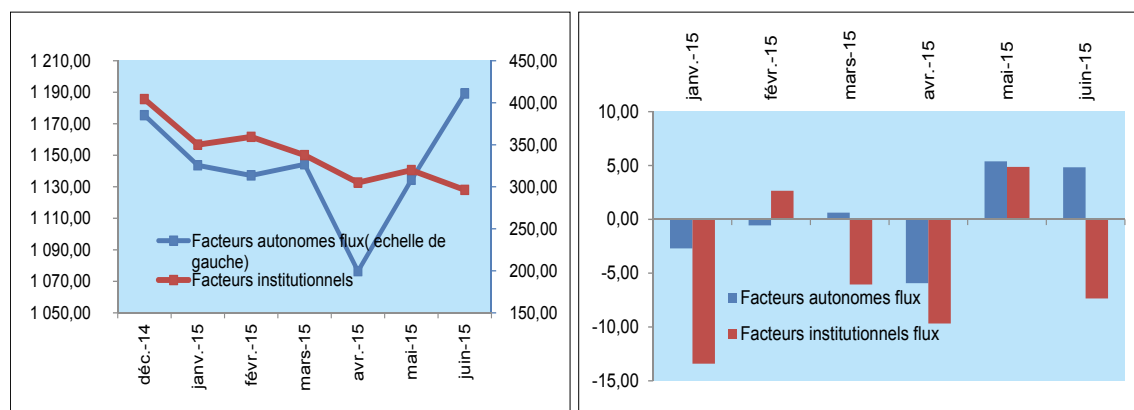 1 210,00
1 190,00
1 170,00
1 150,00
1 130,00
1 110,00
1 090,00
1 070,00
1 050,00
450,00
400,00
350,00
300,00
250,00
200,00
150,00
Facteurs autonomes flux( échelle de
gauche)
Facteurs institutionnels
déc.-14
janv.-15
févr.-15
mars-15
avr.-15
mai-15
juin-15
janv.-15
févr.-15
mars-15
avr.-15
mai-15
juin-15
10,00
5,00
0,00
-5,00
-10,00
-15,00
Facteurs autonomes flux
Facteurs institutionnels flux